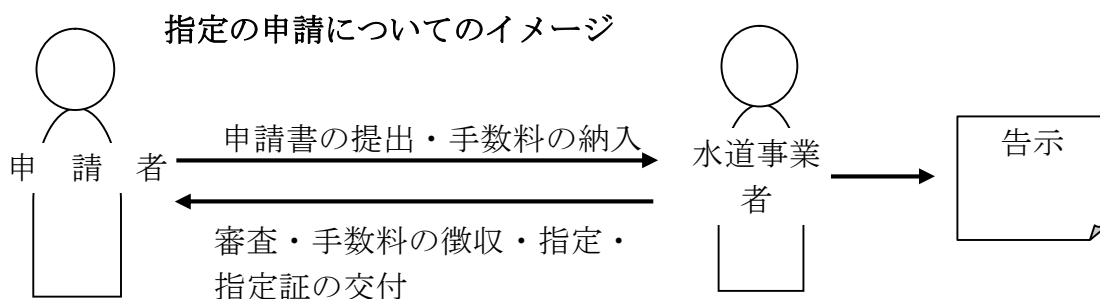 指定の申請についてのイメージ
申請書の提出・手数料の納入
申 請 者
水道事業
者
告示
審査・手数料の徴収・指定・
指定証の交付